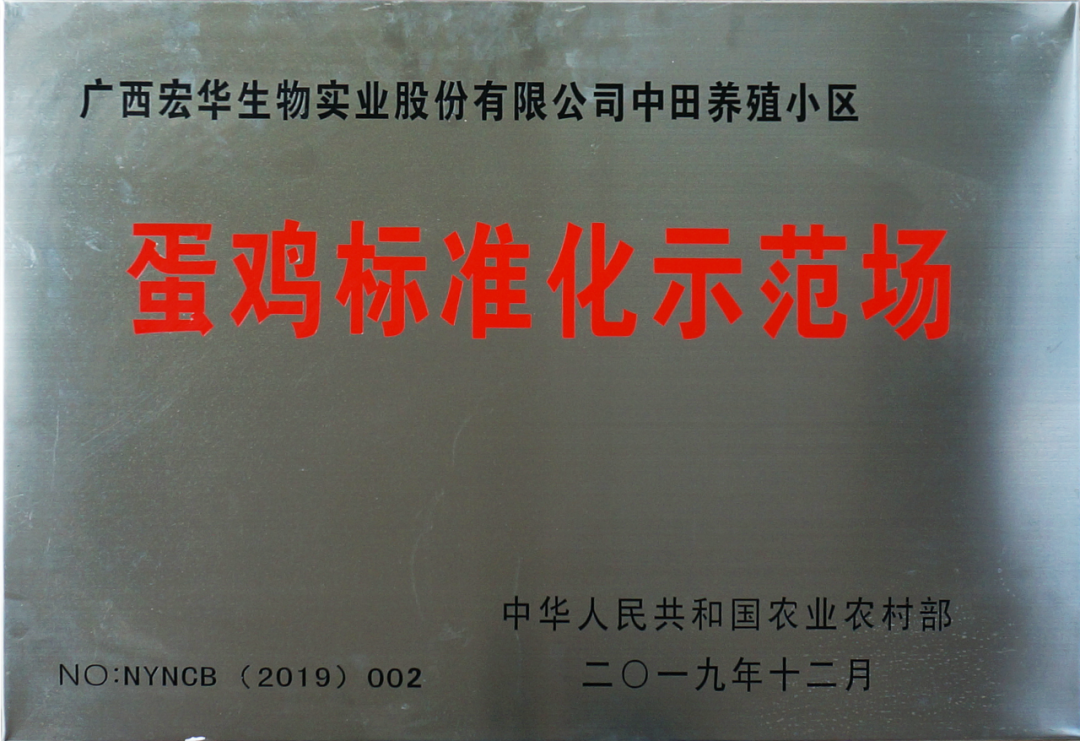 广西宏华生物实业股份有限公司中田养殖小区
蛋鸡标准化示范场
中华人民共和国农业农村部
NO:NYNCB（2019）002
二〇一九年十二月